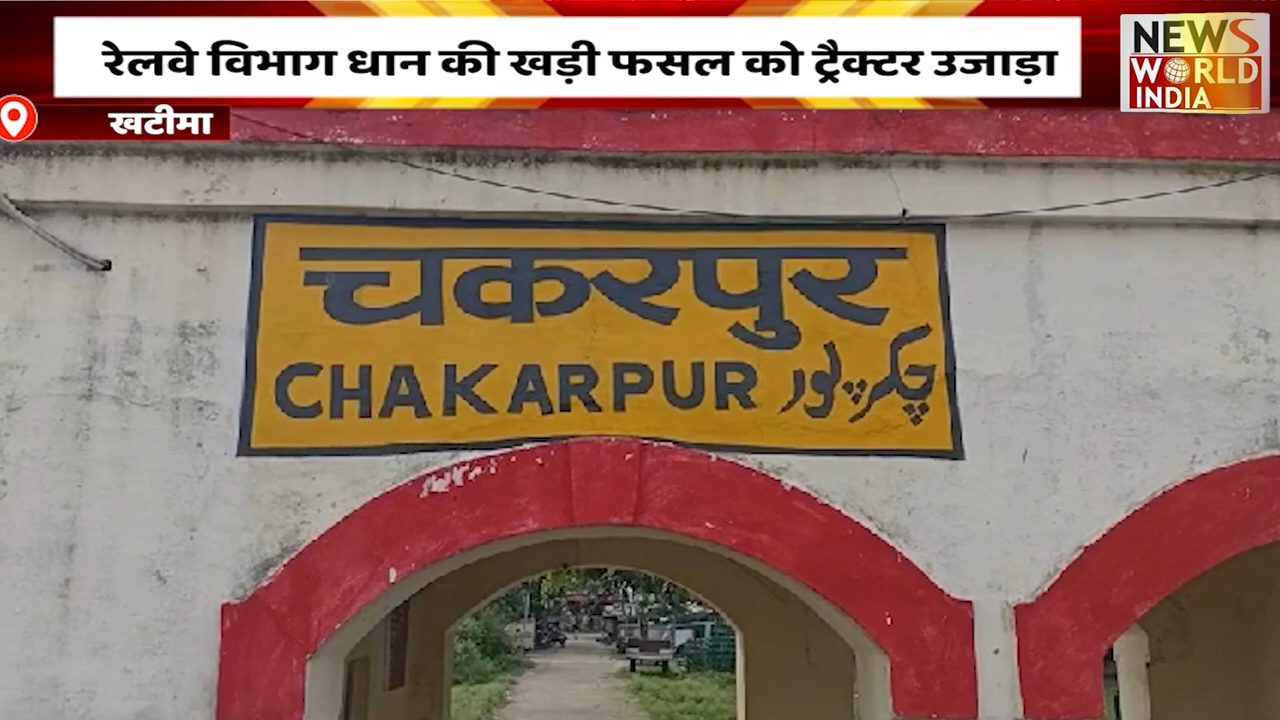 रेलवे विभाग धान की खड़ी फसल को ट्रैक्टर उजाड़ा
NEWS
WORLD
INDIA
खटीमा
चकरपुर
CHAKARPUR چکرپور